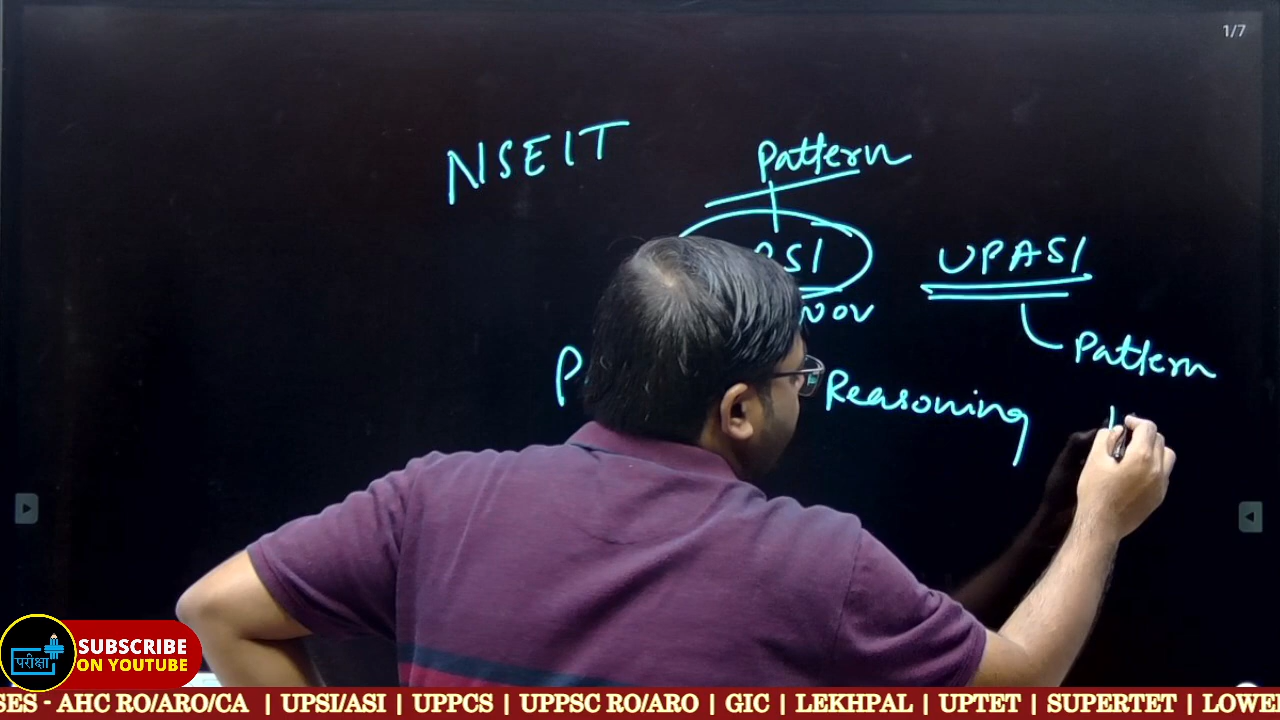 1/7
NSEIT
Pattern
PSI
UPASI
Nov
Pattern
P
Reasoning
परीक्षा
SUBSCRIBE
ON YOUTUBE
SES - AHC RO/ARO/CA | UPSI/ASI | UPPCS | UPPSC RO/ARO | GIC | LEKHPAL | UPTET | SUPERTET | LOWE